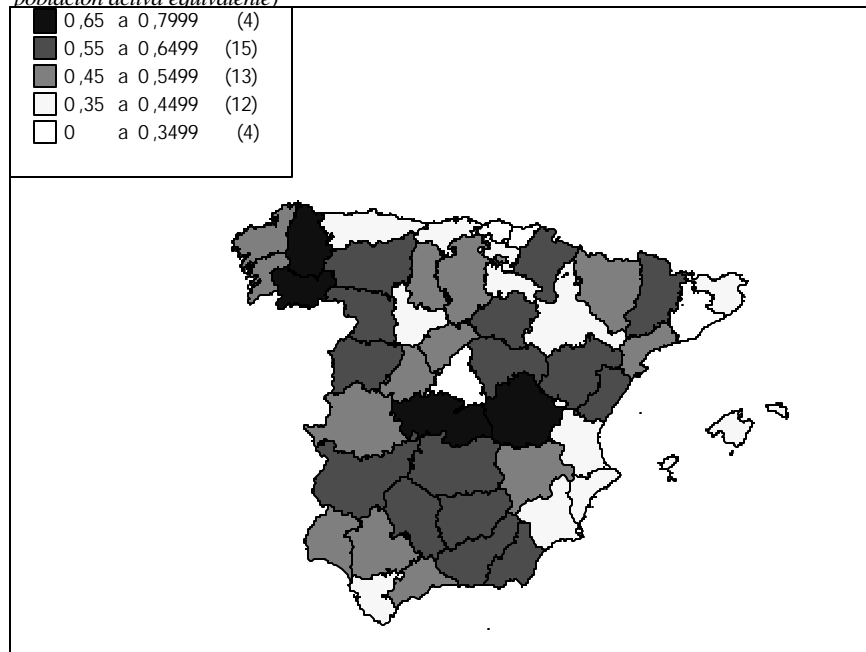 población activa equivalente)
0,65 a 0,7999 (4)
0,55 a 0,6499 (15)
0,45 a 0,5499 (13)
0,35 a 0,4499 (12)
0 a 0,3499 (4)